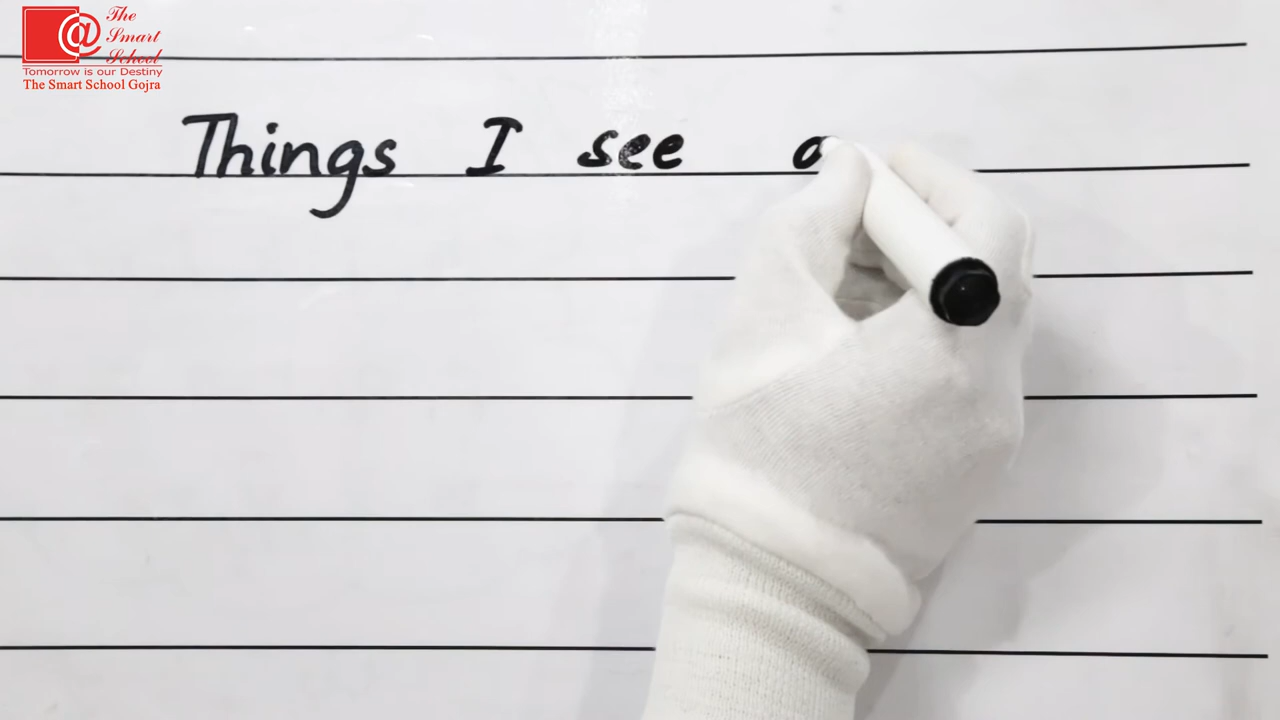 The
Smart
School
Tomorrow is our Destiny
The Smart School Gojra
Things I see